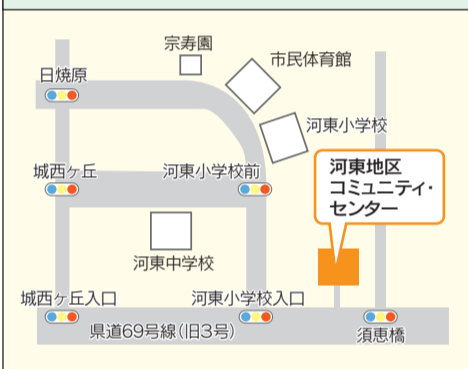 宗寿園
市民体育館
日焼原
河東小学校
河東地区
コミュニティ・
センター
城西ヶ丘
河東小学校前
河東中学校
城西ヶ丘入口
河東小学校入口
県道69号線(旧3号)
須恵橋